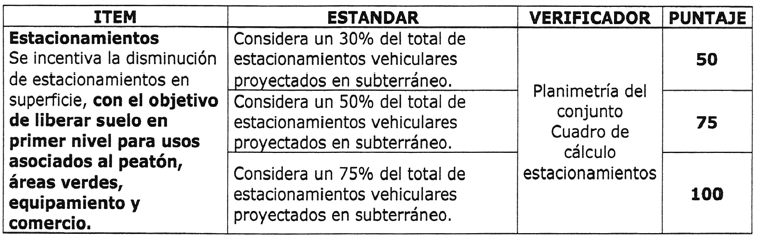 ITEM ESTANDAR VERIFICADOR PUNTAJE
Estacionamientos
Se incentiva la disminución
de estacionamientos en
superficie, con el objetivo
de liberar suelo en
primer nivel para usos
asociados al peatón,
áreas verdes,
equipamiento y
comercio.
Considera un 30% del total de
estacionamientos vehiculares
proyectados en subterráneo.
Considera un 50% del total de
estacionamientos vehiculares
proyectados en subterráneo.
Considera un 75% del total de
estacionamientos vehiculares
proyectados en subterráneo.
Planimetría del
conjunto
Cuadro de
cálculo
estacionamientos
50
75
100